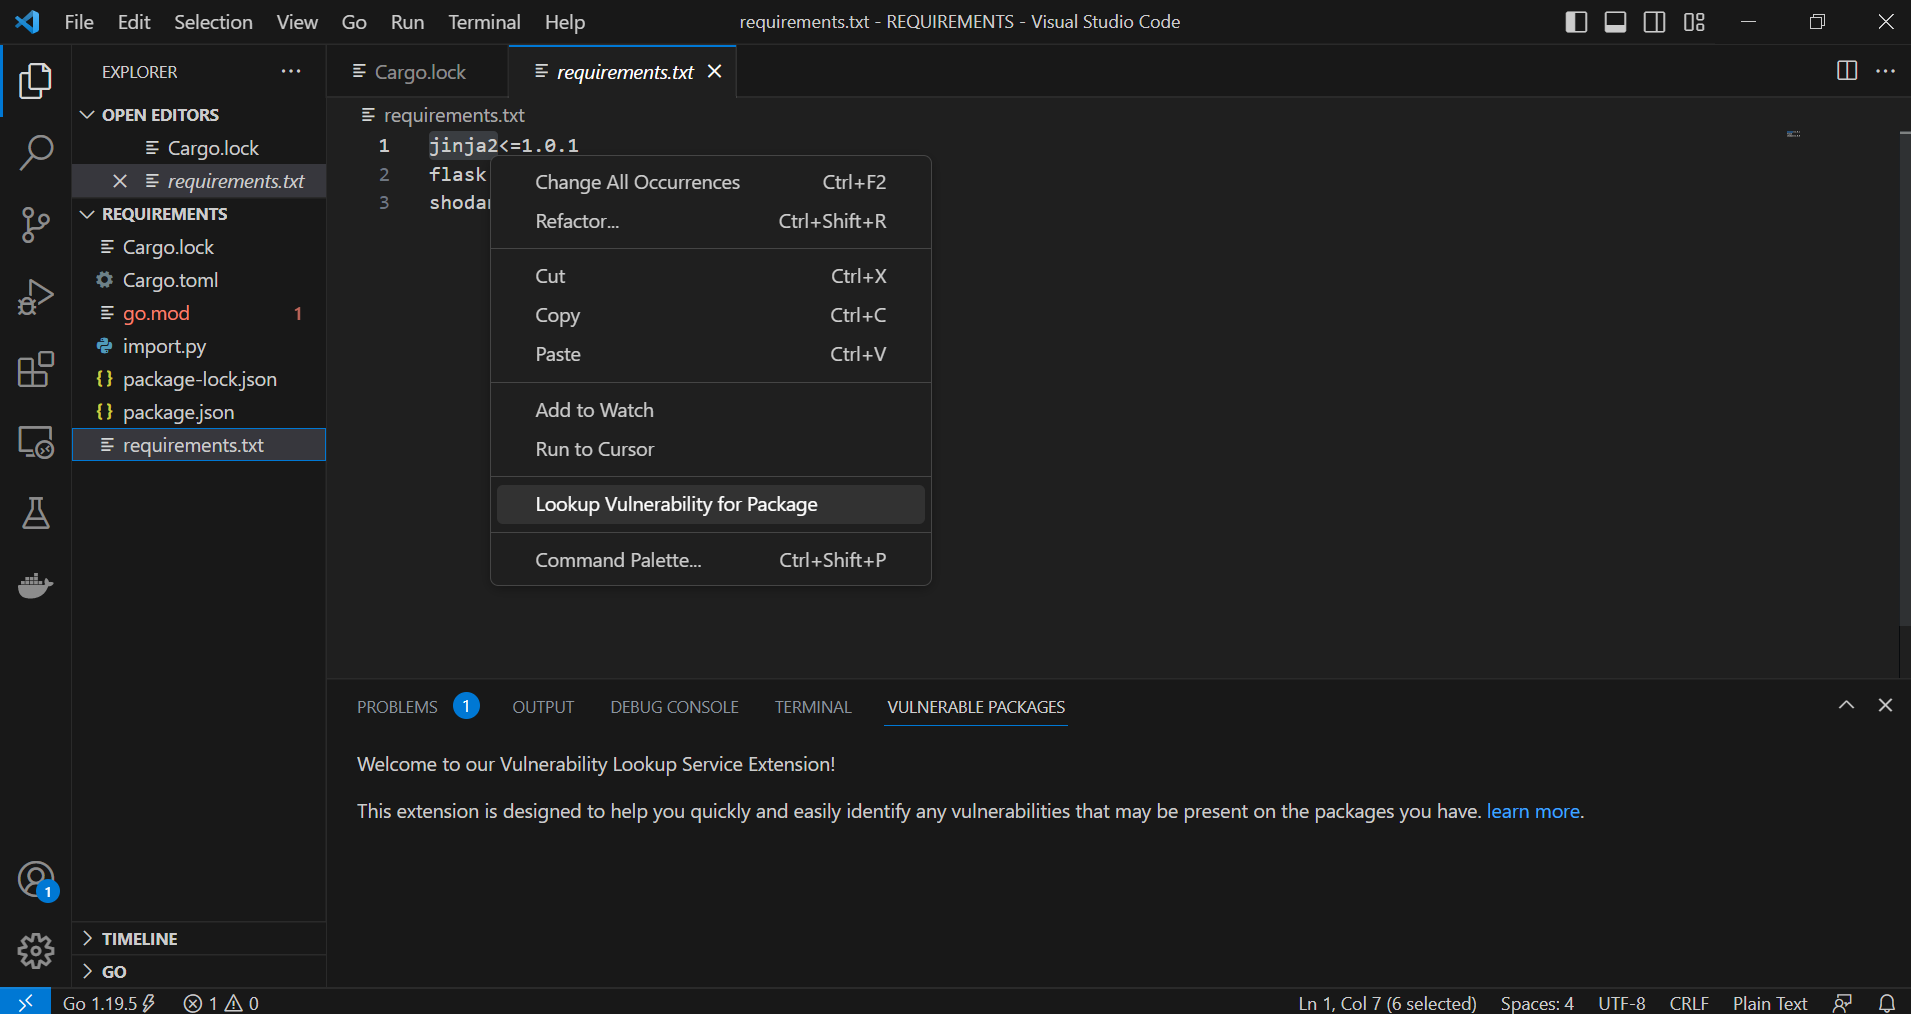 File Edit Selection View Go Run Terminal Help
requirements.txt - REQUIREMENTS - Visual Studio Code
EXPLORER
OPEN EDITORS
Cargo.lock
requirements.txt
REQUIREMENTS
Cargo.lock
Cargo.toml
go.mod 1
import.py
package-lock.json
package.json
requirements.txt
TIMELINE
GO
1
Cargo.lock
requirements.txt
requirements.txt
1 jinja2<=1.0.1
2 flask
3 shodan
Change All Occurrences Ctrl+F2
Refactor... Ctrl+Shift+R
Cut Ctrl+X
Copy Ctrl+C
Paste Ctrl+V
Add to Watch
Run to Cursor
Lookup Vulnerability for Package
Command Palette... Ctrl+Shift+P
PROBLEMS 1 OUTPUT DEBUG CONSOLE TERMINAL VULNERABLE PACKAGES
Welcome to our Vulnerability Lookup Service Extension!
This extension is designed to help you quickly and easily identify any vulnerabilities that may be present on the packages you have. learn more.
Go 1.19.5 1 0
Ln 1, Col 7 (6 selected) Spaces: 4 UTF-8 CRLF Plain Text